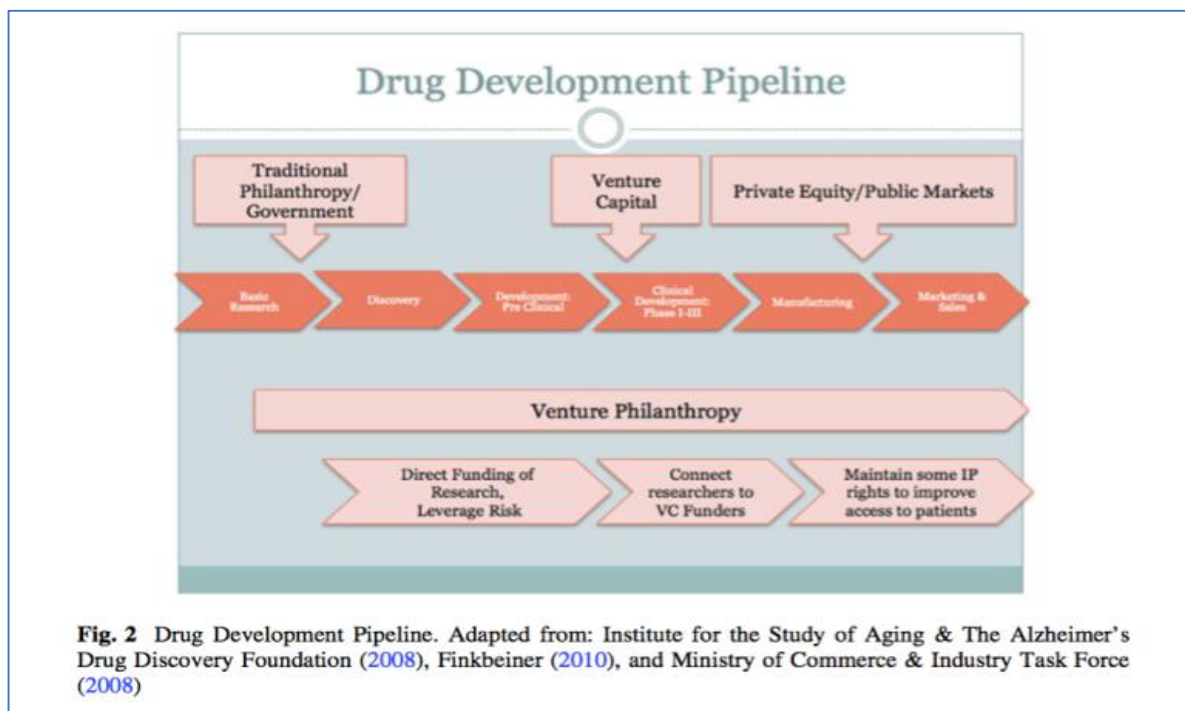 Drug Development Pipeline
Traditional
Philanthropy/
Government
Venture
Capital
Private Equity/Public Markets
Basic
Research
Discovery
Development:
Pre Clinical
Clinical
Development:
Phase I-III
Manufacturing
Marketing &
Sales
Venture Philanthropy
Direct Funding of
Research,
Leverage Risk
Connect
researchers to
VC Funders
Maintain some IP
rights to improve
access to patients
Fig. 2 Drug Development Pipeline. Adapted from: Institute for the Study of Aging & The Alzheimer's
Drug Discovery Foundation (2008), Finkbeiner (2010), and Ministry of Commerce & Industry Task Force
(2008)